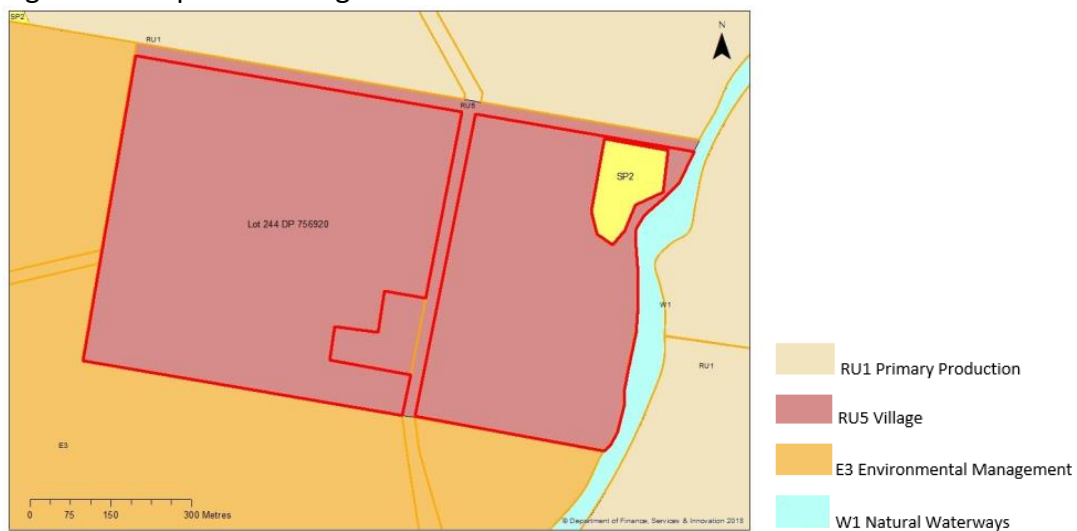 SP2
RU1
N
RU5
SP2
Lot 244 DP 756920
W1
RU1
RU1 Primary Production
RU5 Village
E3
E3 Environmental Management
0 75 150 300 Metres
© Department of Finance, Services & Innovation 2018
W1 Natural Waterways